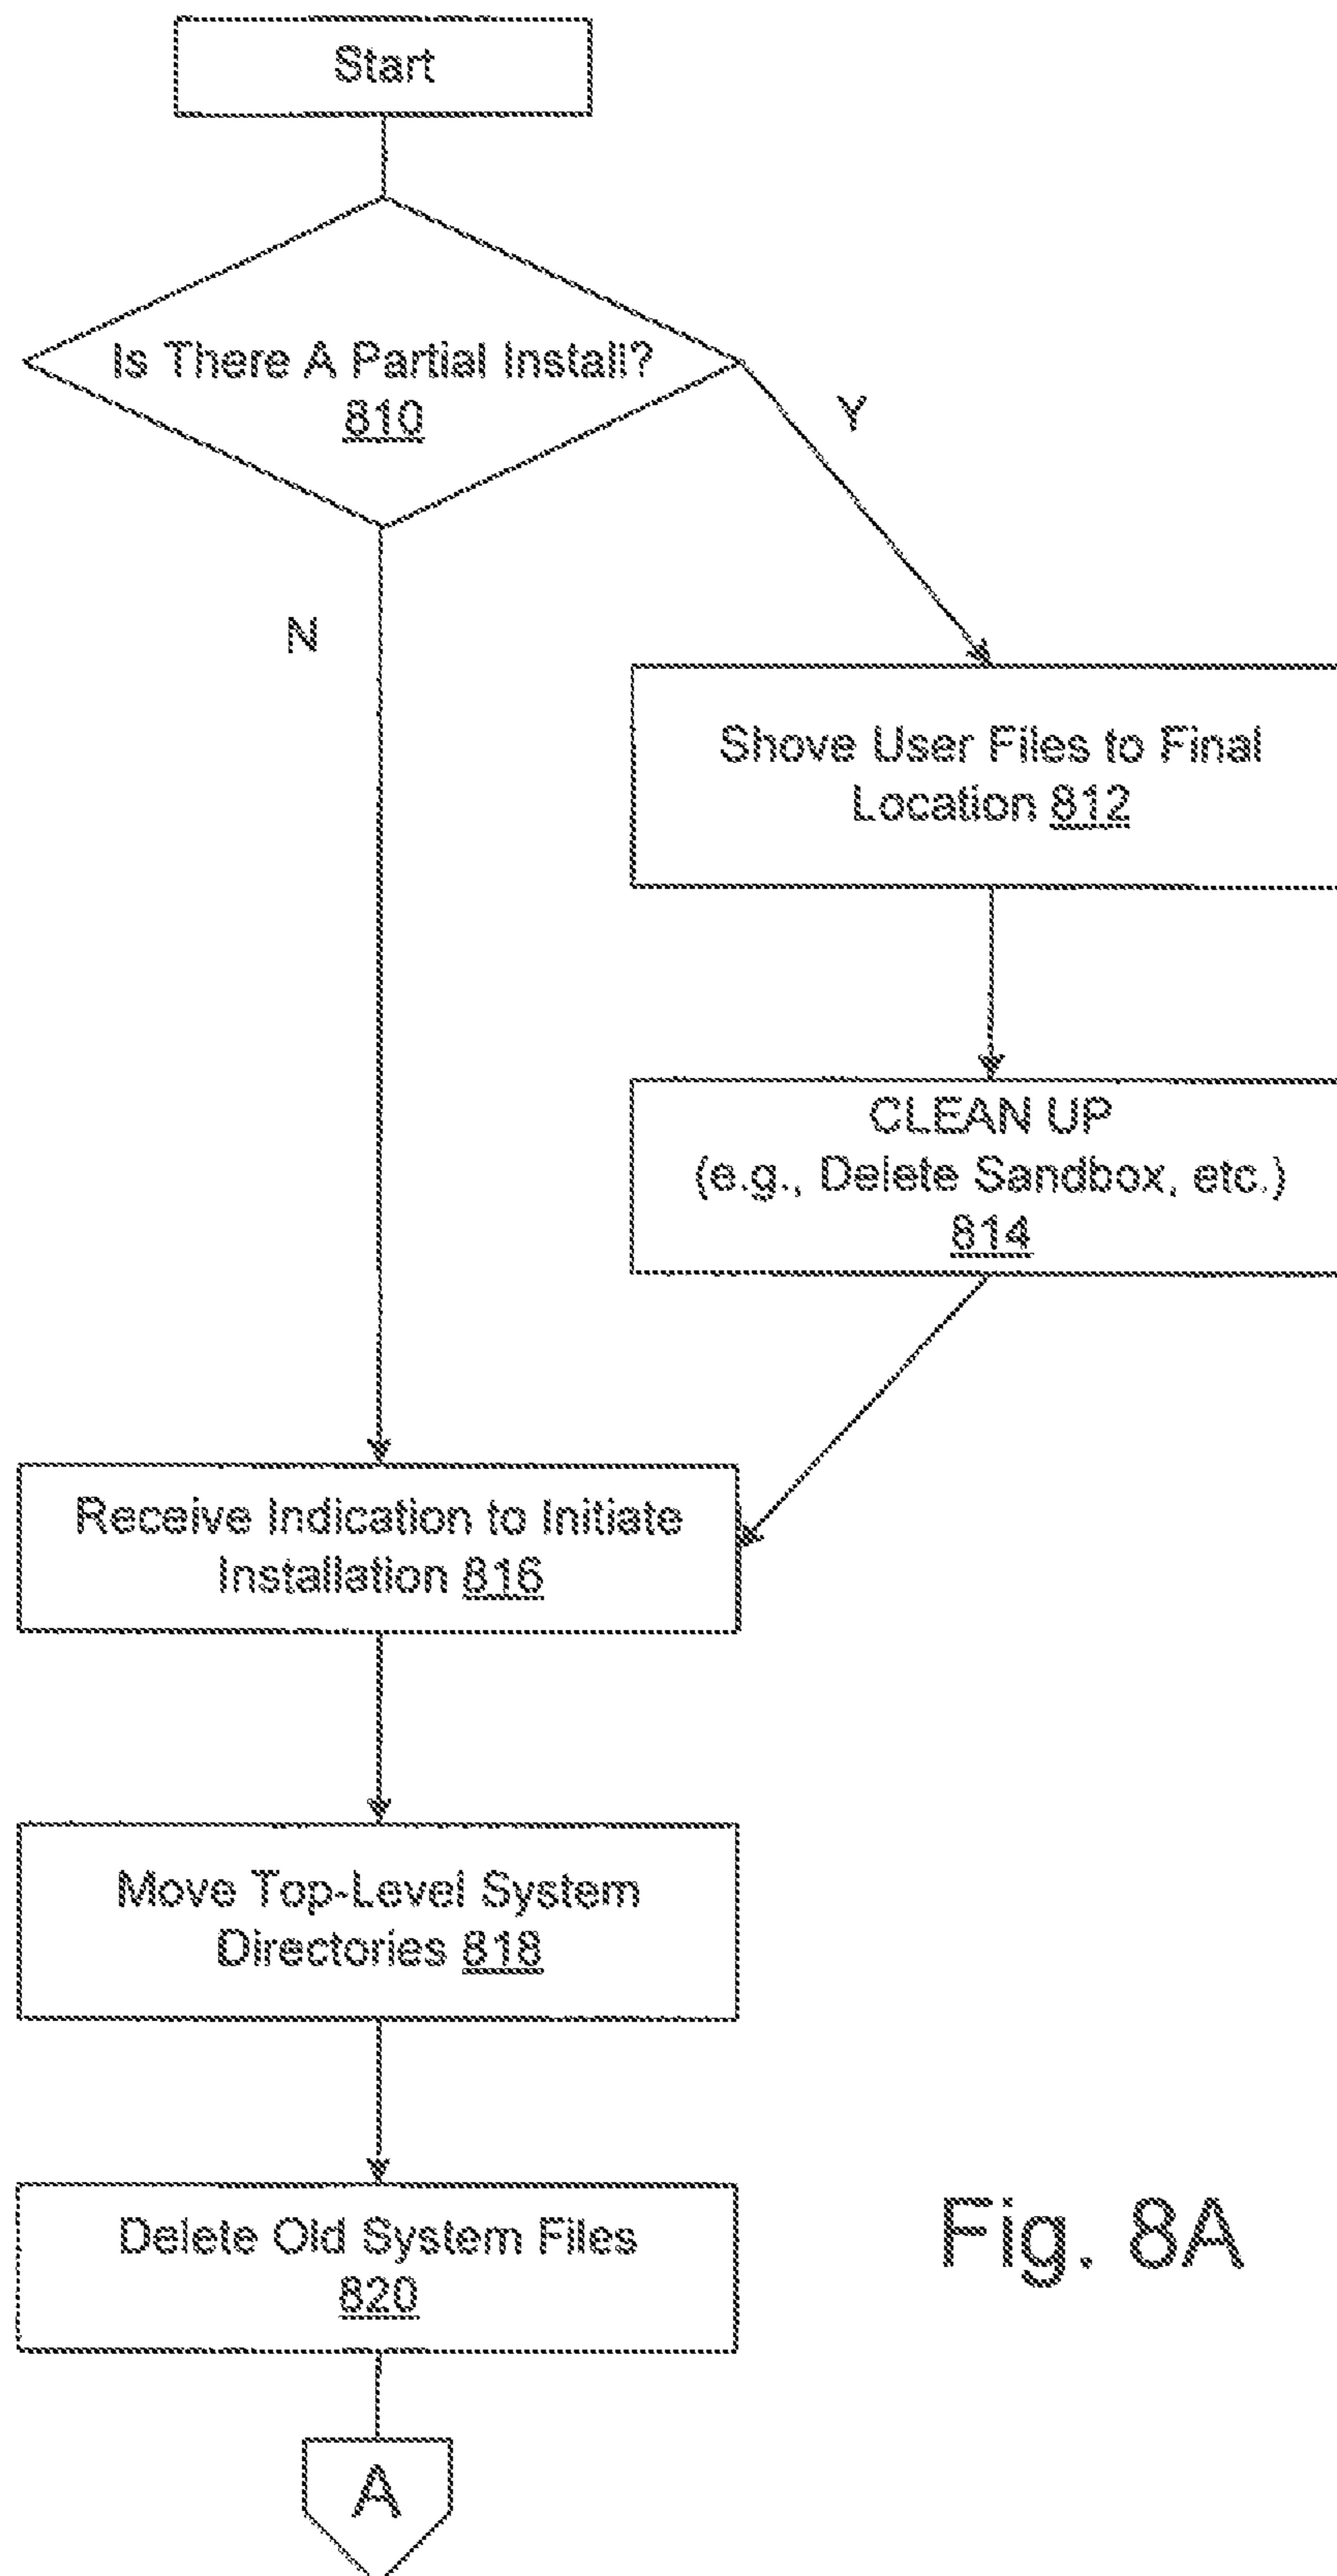 Start
Is There A Partial Install?
810
Y
N
Shove User Files to Final
Location 812
CLEAN UP
(e.g., Delete Sandbox, etc.)
814
Receive Indication to Initiate
Installation 816
Move Top-Level System
Directories 818
Delete Old System Files
820
Fig. 8A
A